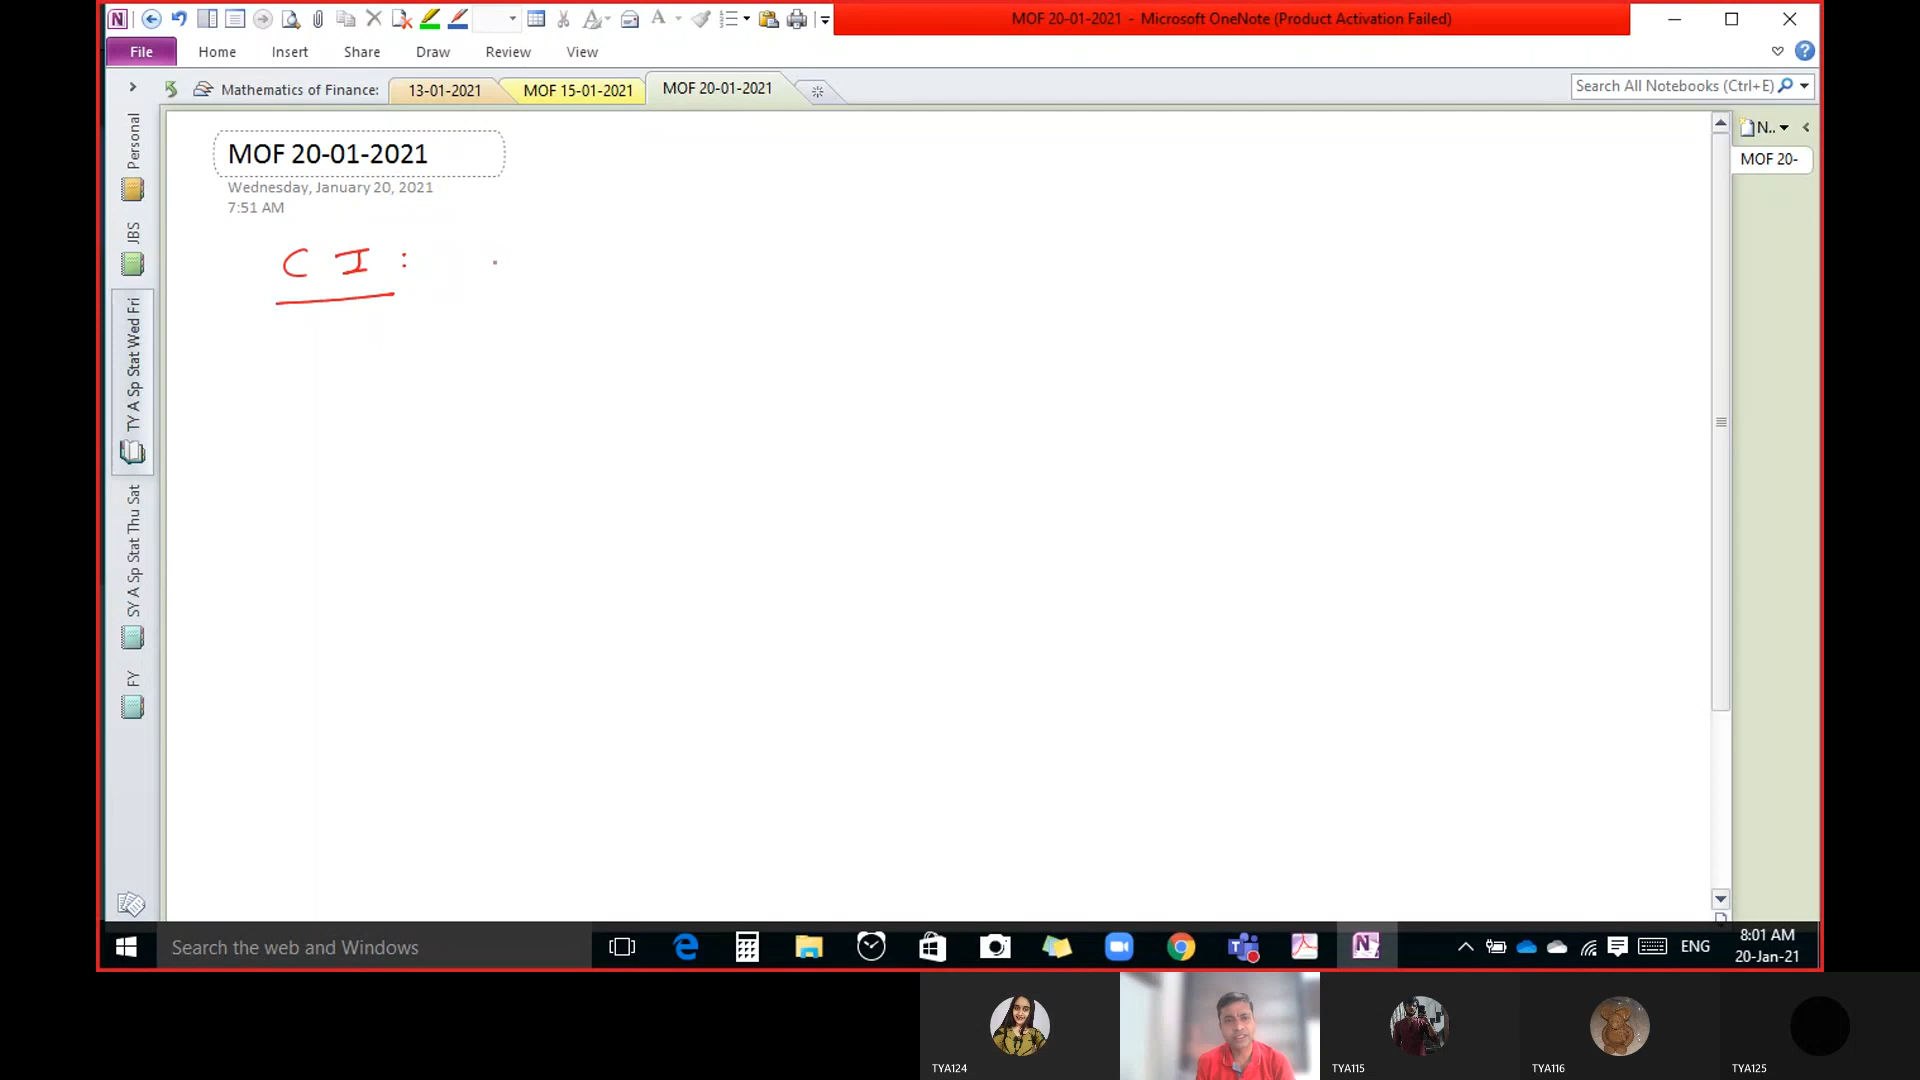 MOF 20-01-2021 - Microsoft OneNote (Product Activation Failed)
File Home Insert Share Draw Review View
Mathematics of Finance: 13-01-2021 MOF 15-01-2021 MOF 20-01-2021
Search All Notebooks (Ctrl+E)
N..
MOF 20-
Personal
JBS
TY A Sp Stat Wed Fri
SY A Sp Stat Thu Sat
FY
MOF 20-01-2021
Wednesday, January 20, 2021
7:51 AM
C I :
Search the web and Windows
ENG
8:01 AM
20-Jan-21
TYA124
TYA115
TYA116
TYA125